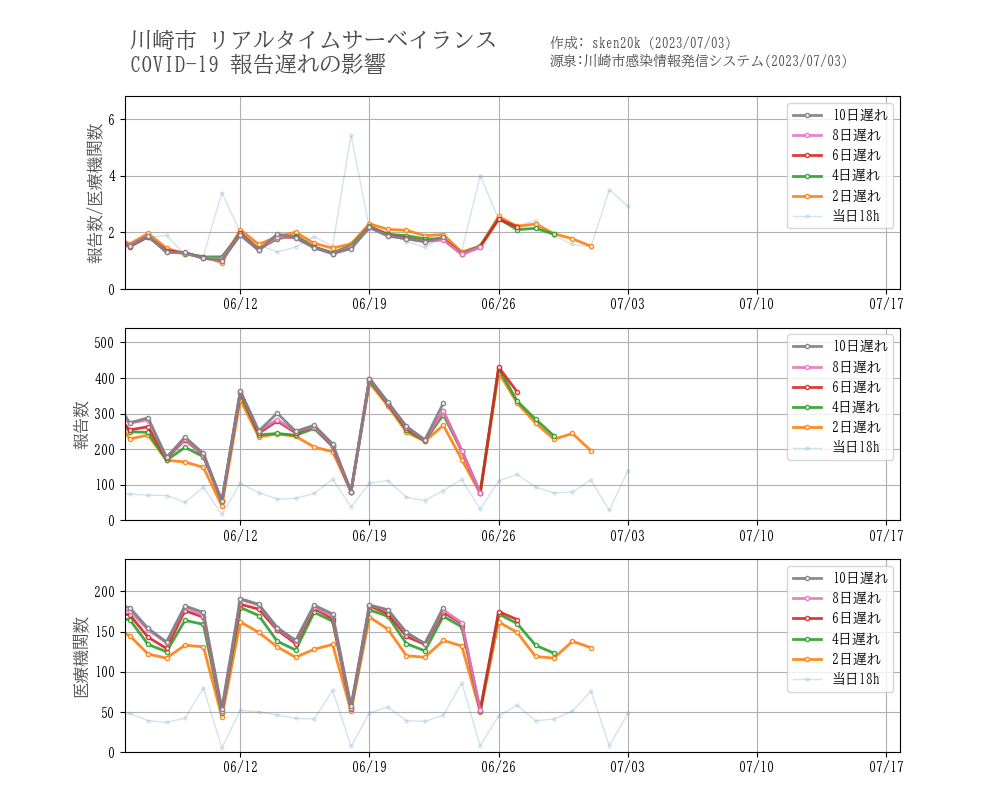 川崎市 リアルタイムサーベイランス
COVID-19 報告遅れの影響
作成: sken20k (2023/07/03)
源泉:川崎市感染情報発信システム(2023/07/03)
報告数/医療機関数
6
4
2
0
10日遅れ
8日遅れ
6日遅れ
4日遅れ
2日遅れ
当日18h
06/12
06/19
06/26
07/03
07/10
07/17
報告数
500
400
300
200
100
0
10日遅れ
8日遅れ
6日遅れ
4日遅れ
2日遅れ
当日18h
06/12
06/19
06/26
07/03
07/10
07/17
医療機関数
200
150
100
50
0
10日遅れ
8日遅れ
6日遅れ
4日遅れ
2日遅れ
当日18h
06/12
06/19
06/26
07/03
07/10
07/17